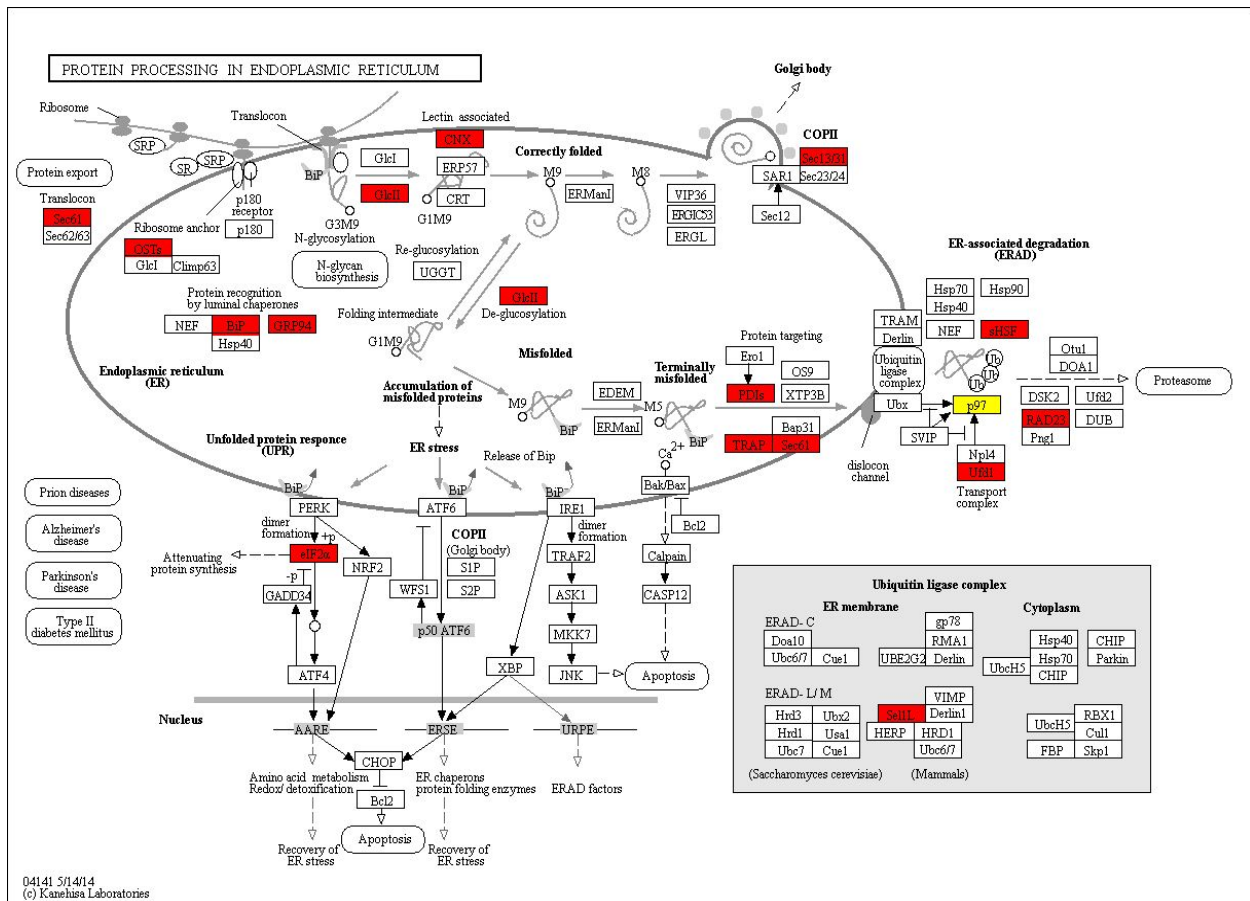 PROTEIN PROCESSING IN ENDOPLASMIC RETICULUM
Golgi body
Ribosome
Translocon
Lectin associated
CNX
Correctly folded
COPII
SRP
SR
SRP
GlcI
ERP57
Sec13/31
SAR1
Sec23/24
Protein export
BiP
GlcII
CRT
M9
ERManI
M8
VIP36
ERGIC53
ERGL
Sec12
Translocon
Sec61
Sec62/63
p180
receptor
p180
Ribosome anchor
OSTs
GlcI
Climp63
G3M9
N-glycosylation
G1M9
N-glycan
biosynthesis
Re-glucosylation
UGGT
ER-associated degradation
(ERAD)
Protein recognition
by luminal chaperones
NEF
BiP
GRP94
Hsp40
GlcII
De-glucosylation
Folding intermediate
G1M9
Hsp70
Hsp90
Hsp40
TRAM
Derlin
NEF
sHSF
Ubiquitin
ligase
complex
Ub
Ub
Ub
Otu1
DOA1
Proteasome
Endoplasmic reticulum
(ER)
Misfolded
Protein targeting
Ero1
OS9
PDIs
XTP3B
Terminally
misfolded
Accumulation of
misfolded proteins
M9
EDEM
ERManI
M5
BiP
BiP
Bap31
TRAP
Sec61
Ubx
p97
SVIP
DSK2
Ufd2
RAD23
DUB
Png1
Npl4
Ufd1
Transport
complex
dislocon
channel
Unfolded protein responce
(UPR)
ER stress
Release of Bip
Ca2+
Bak/Bax
Bcl2
BiP
BiP
BiP
PERK
ATF6
IRE1
Prion diseases
Alzheimer's
disease
Parkinson's
disease
Type II
diabetes mellitus
dimer
formation
+p
eIF2α
Attenuating
protein synthesis
-p
GADD34
NRF2
ATF4
COPII
(Golgi body)
S1P
S2P
WFS1
p50 ATF6
dimer
formation
TRAF2
ASK1
MKK7
JNK
XBP
Calpain
CASP12
Apoptosis
Nucleus
AARE
ERSE
URPE
CHOP
Bcl2
Apoptosis
Amino acid metabolism
Redox/ detoxification
ER chaperons
protein folding enzymes
ERAD factors
Recovery of
ER stress
Recovery of
ER stress
Ubiquitin ligase complex
ER membrane
Cytoplasm
ERAD- C
Doa10
Ubc6/7
Cue1
gp78
RMA1
UBE2G2
Derlin
Hsp40
Hsp70
UbcH5
CHIP
CHIP
Parkin
ERAD- L/ M
Hrd3
Ubx2
Hrd1
Usa1
Ubc7
Cue1
VIMP
Sel1L
Derlin1
HERP
HRD1
Ubc6/7
UbcH5
RBX1
Cul1
FBP
Skp1
(Saccharomyces cerevisiae)
(Mammals)
04141 5/14/14
(c) Kanehisa Laboratories